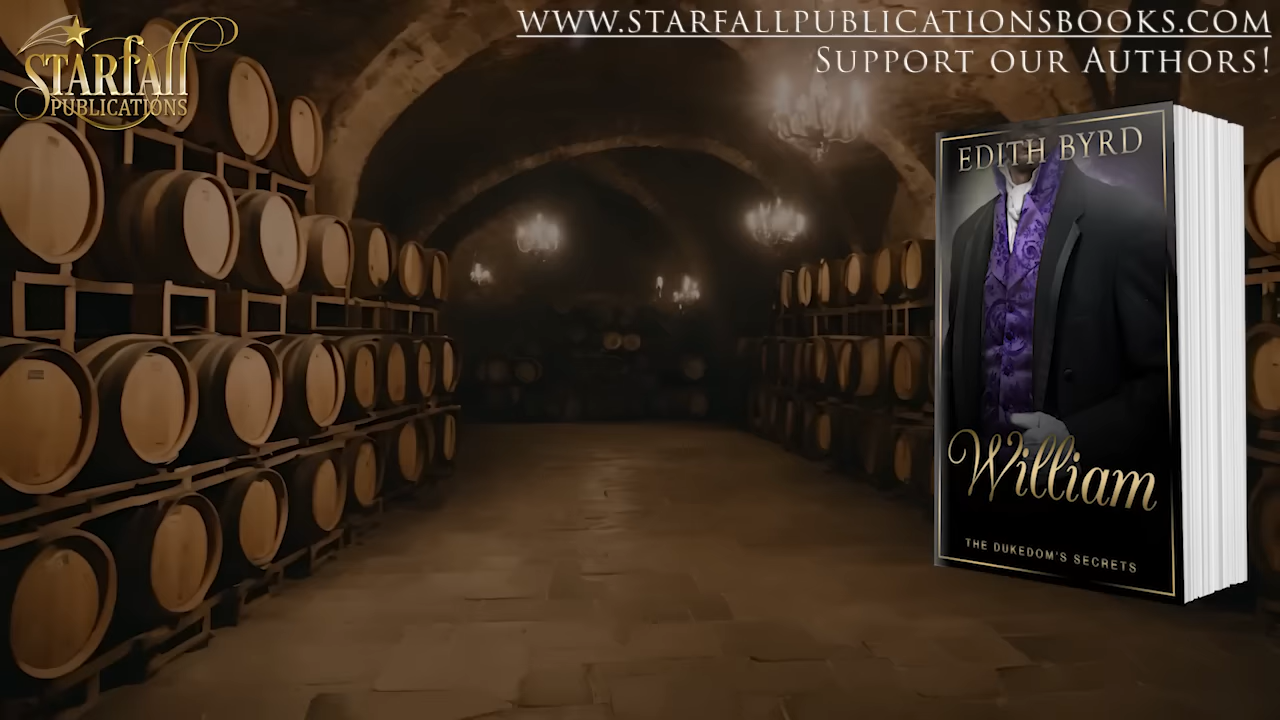 STARfall
PUBLICATIONS
WWW.STARFALLPUBLICATIONSBOOKS.COM
SUPPORT OUR AUTHORS!
EDITH BYRD
William
THE DUKEDOM'S SECRETS